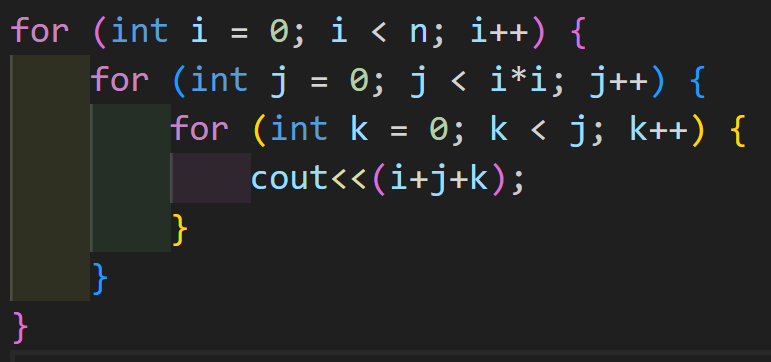 for (int i = 0; i < n; i++) {
    for (int j = 0; j < i*i; j++) {
        for (int k = 0; k < j; k++) {
            cout<<(i+j+k);
        }
    }
}